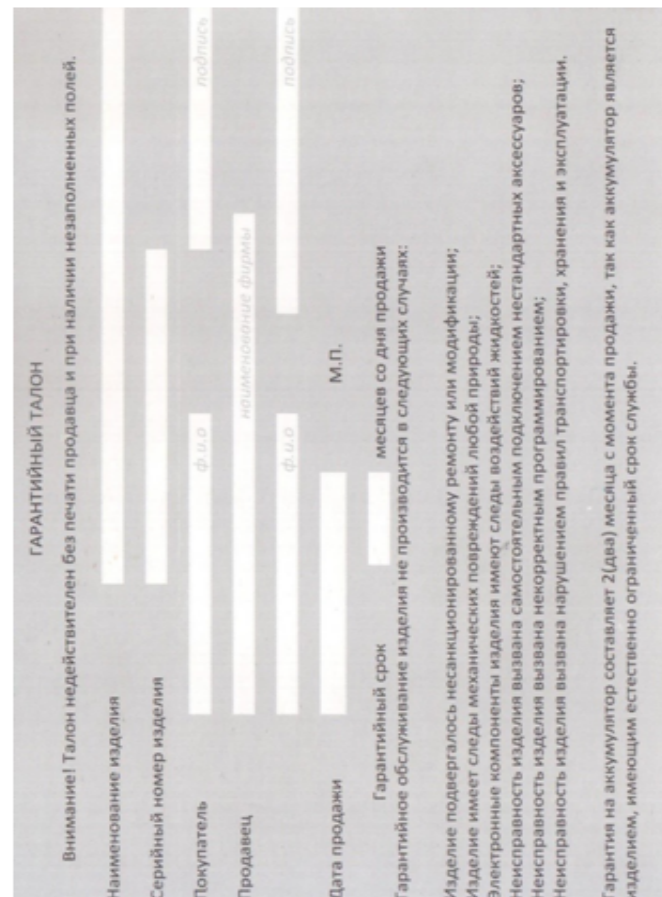 ГАРАНТИЙНЫЙ ТАЛОН
Внимание! Талон недействителен без печати продавца и при наличии незаполненных полей.
Наименование изделия
Серийный номер изделия
Покупатель ф.и.о подпись
Продавец наименование фирмы
ф.и.о подпись
Дата продажи М.П.
Гарантийный срок месяцев со дня продажи
Гарантийное обслуживание изделия не производится в следующих случаях:
Изделие подвергалось несанкционированному ремонту или модификации;
Изделие имеет следы механических повреждений любой природы;
Электронные компоненты изделия имеют следы воздействий жидкостей;
Неисправность изделия вызвана самостоятельным подключением нестандартных аксессуаров;
Неисправность изделия вызвана некорректным программированием;
Неисправность изделия вызвана нарушением правил транспортировки, хранения и эксплуатации.
Гарантия на аккумулятор составляет 2(два) месяца с момента продажи, так как аккумулятор является
изделием, имеющим естественно ограниченный срок службы.